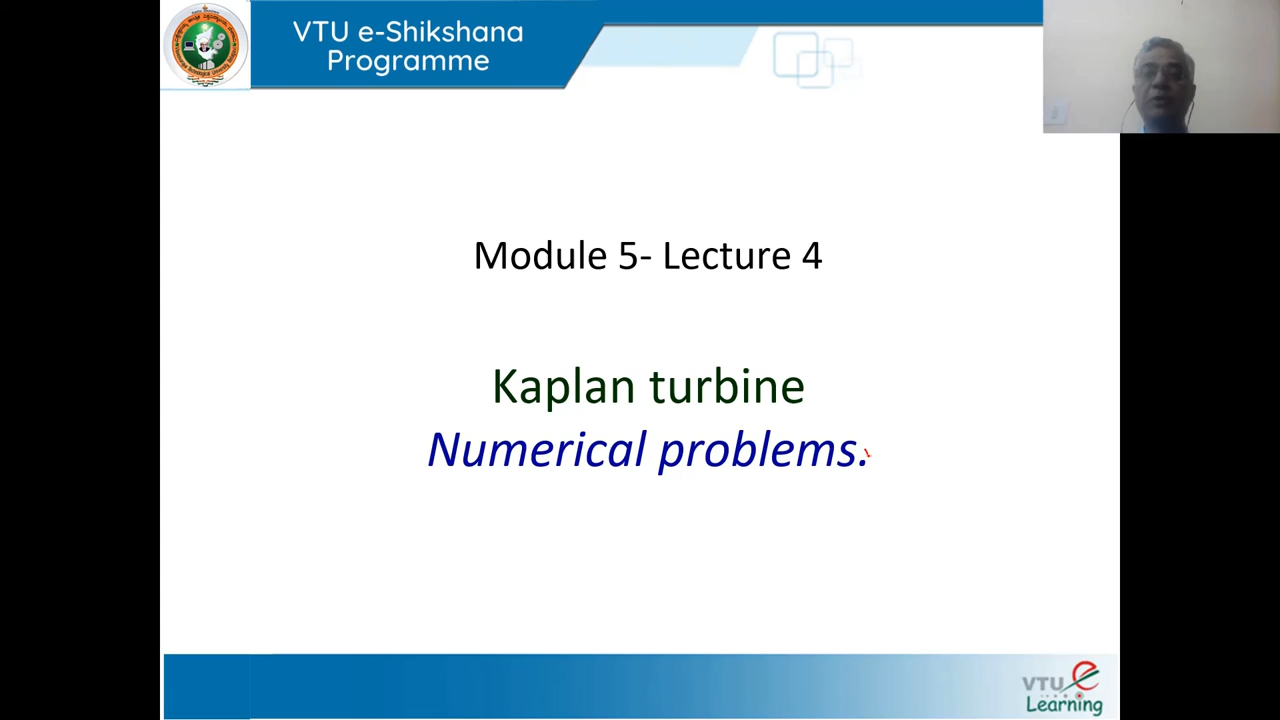 VTU e-Shikshana
Programme
Module 5- Lecture 4
Kaplan turbine
Numerical problems.
VTU e
Learning